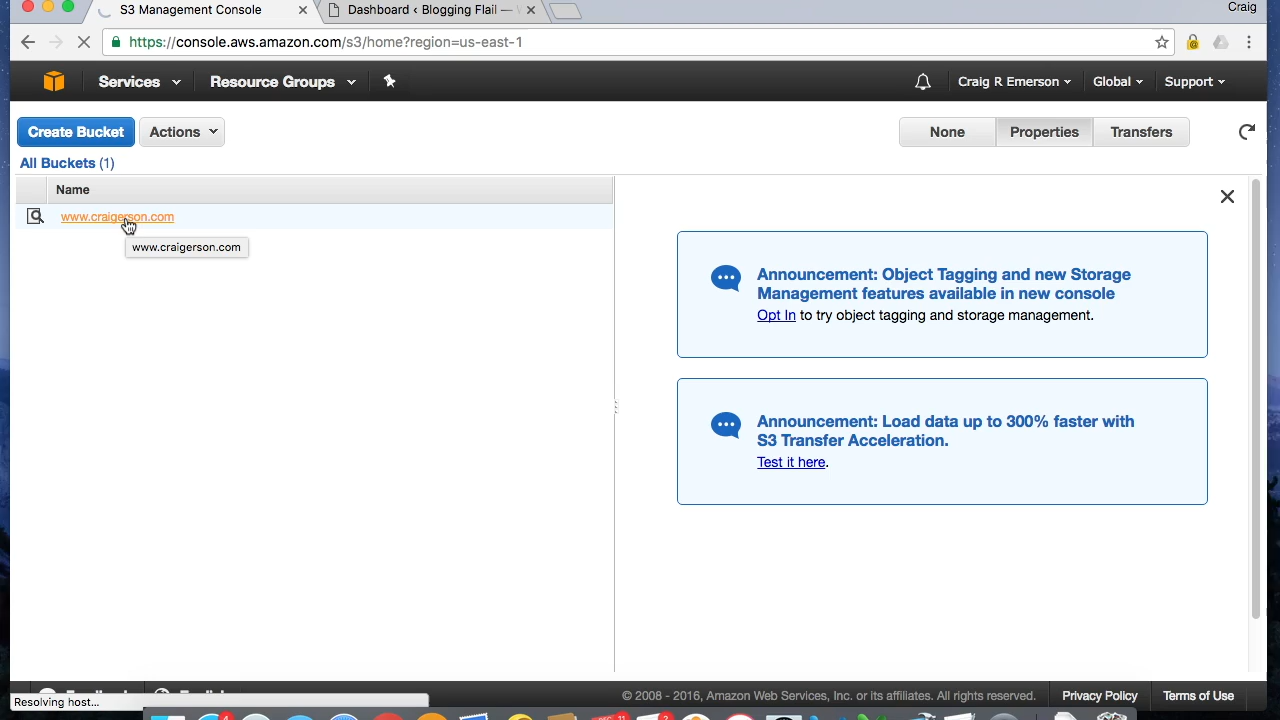 Craig
S3 Management Console
Dashboard ‹ Blogging Flail —
https://console.aws.amazon.com/s3/home?region=us-east-1
Services
Resource Groups
Craig R Emerson
Global
Support
Create Bucket
Actions
None
Properties
Transfers
All Buckets (1)
Name
www.craigerson.com
www.craigerson.com
Announcement: Object Tagging and new Storage
Management features available in new console
Opt In to try object tagging and storage management.
Announcement: Load data up to 300% faster with
S3 Transfer Acceleration.
Test it here.
Resolving host...
© 2008 - 2016, Amazon Web Services, Inc. or its affiliates. All rights reserved.
Privacy Policy
Terms of Use